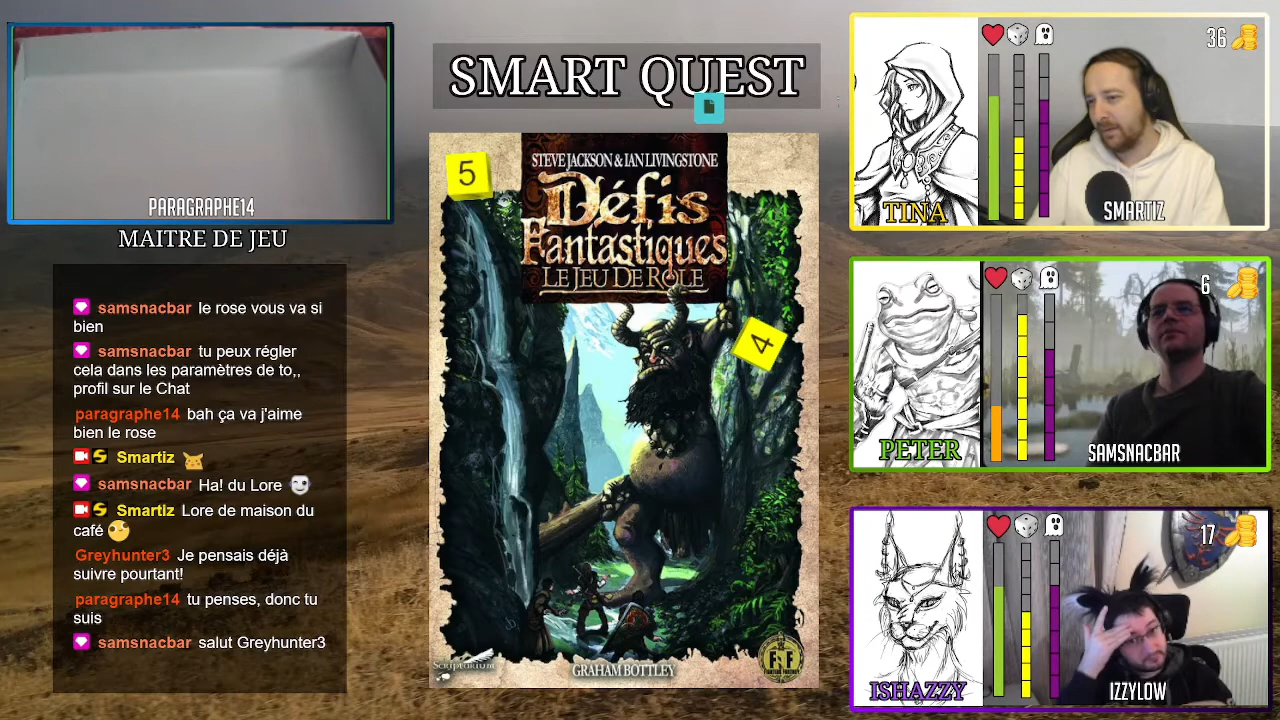 PARAGRAPHE14
MAITRE DE JEU
samsnacbar le rose vous va si
bien
samsnacbar tu peux régler
cela dans les paramètres de to,,
profil sur le Chat
paragraphe14 bah ça va j'aime
bien le rose
Smartiz
samsnacbar Ha! du Lore
Smartiz Lore de maison du
café
Greyhunter3 Je pensais déjà
suivre pourtant!
paragraphe14 tu penses, donc tu
suis
samsnacbar salut Greyhunter3
SMART QUEST
5
STEVE JACKSON & IAN LIVINGSTONE
Défis
Fantastiques
LE JEU DE RÔLE
4
SCRIPTARIUM
GRAHAM BOTTLEY
FF
36
TINA
SMARTIZ
6
PETER
SAMSNACBAR
17
ISHAZZY
IZZYLOW